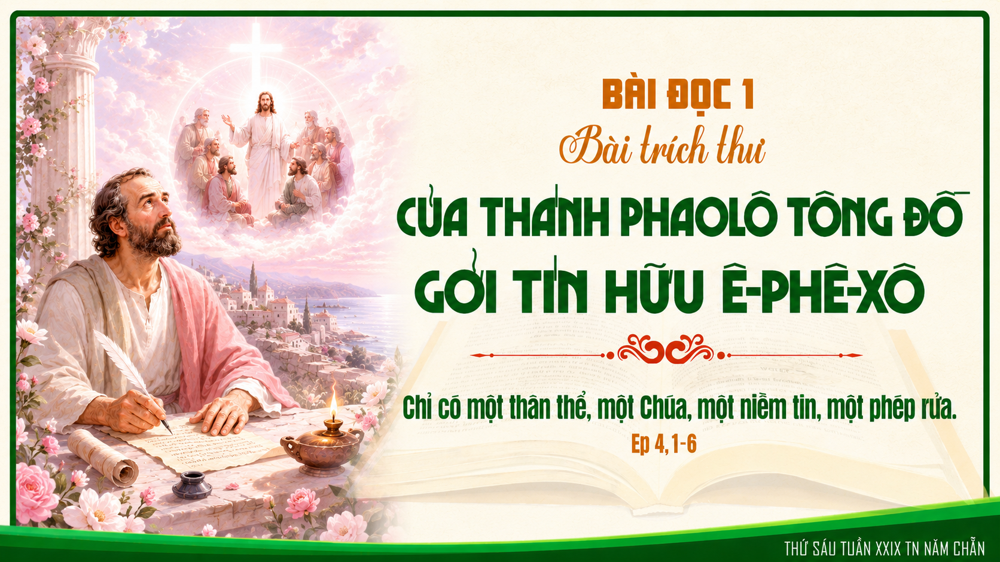 BÀI ĐỌC 1
Bài trích thư
CỦA THÁNH PHAOLÔ TÔNG ĐỒ
GỞI TÍN HỮU Ê-PHÊ-XÔ
Chỉ có một thân thể, một Chúa, một niềm tin, một phép rửa.
Ep 4, 1-6
THỨ SÁU TUẦN XXIX TN NĂM CHẴN